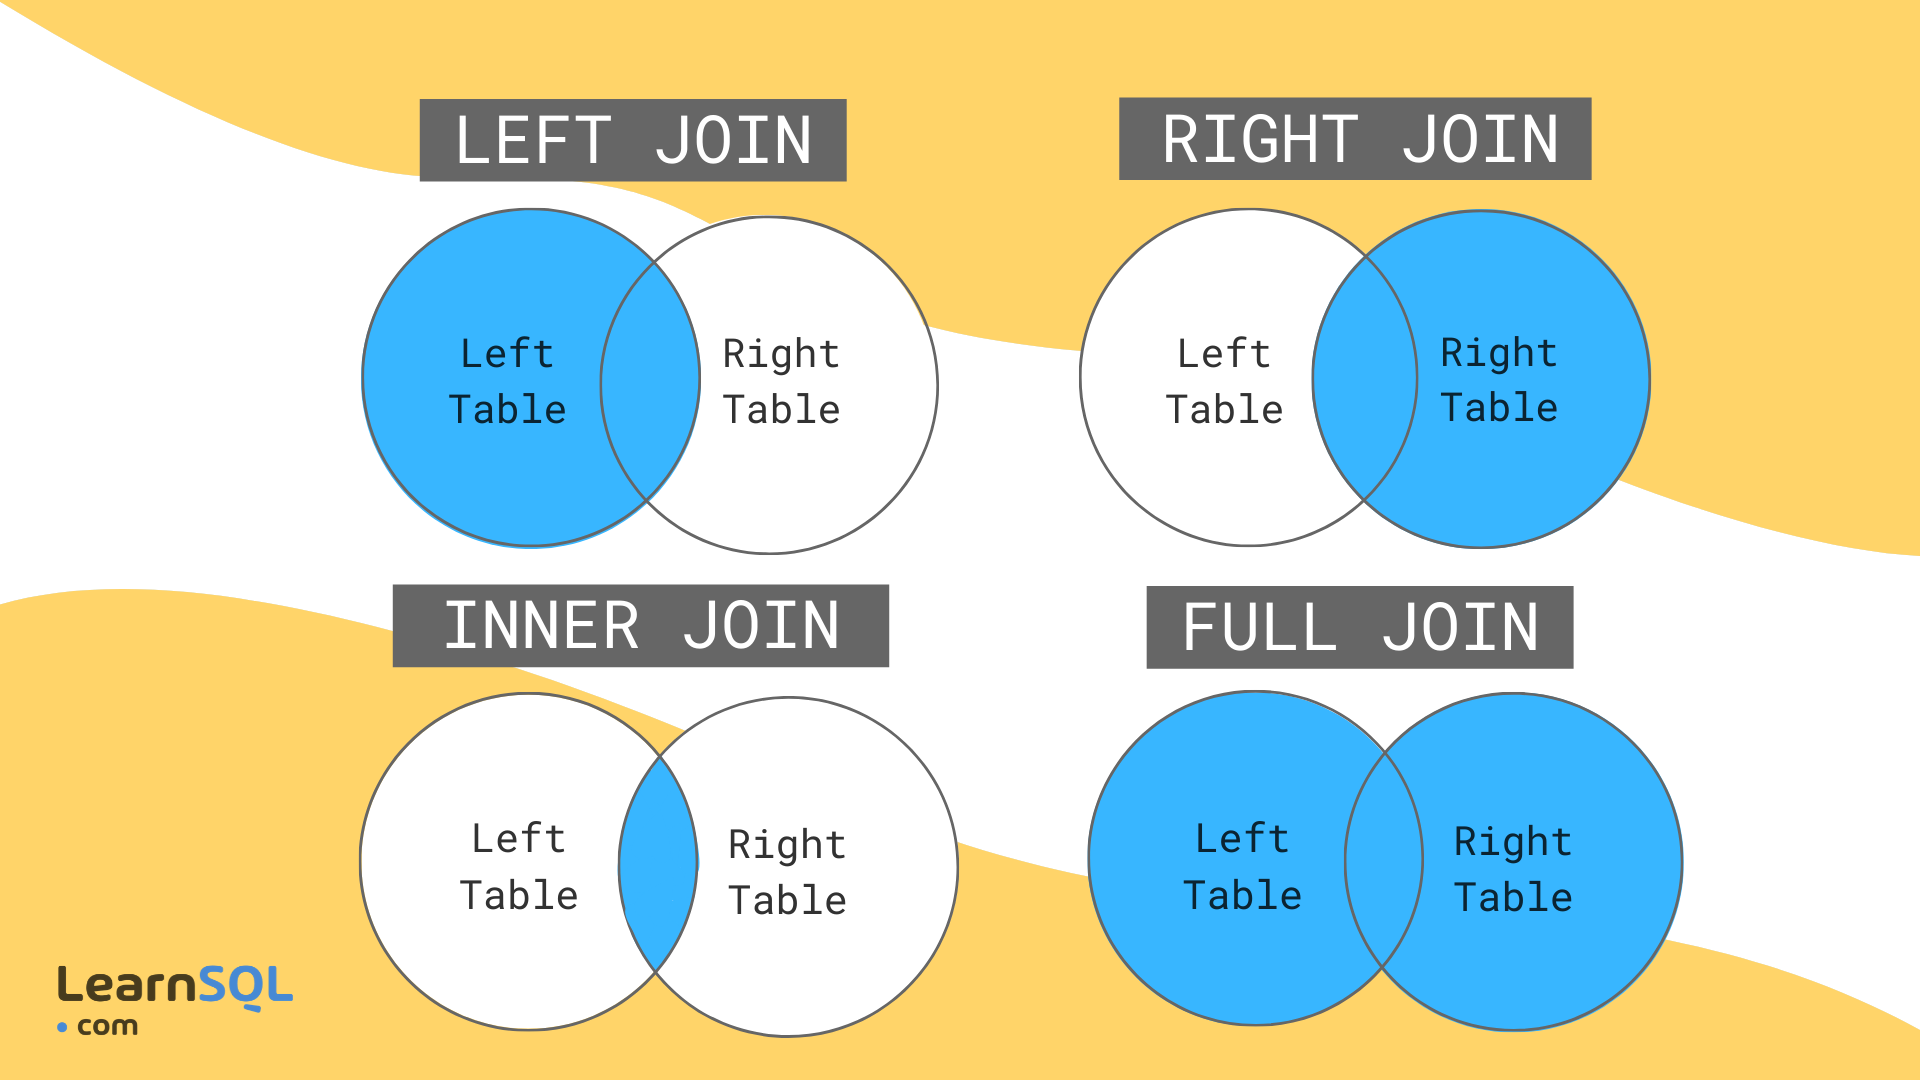 LEFT JOIN
RIGHT JOIN
Left
Table
Right
Table
Left
Table
Right
Table
INNER JOIN
FULL JOIN
Left
Table
Right
Table
Left
Table
Right
Table
LearnSQL
.com